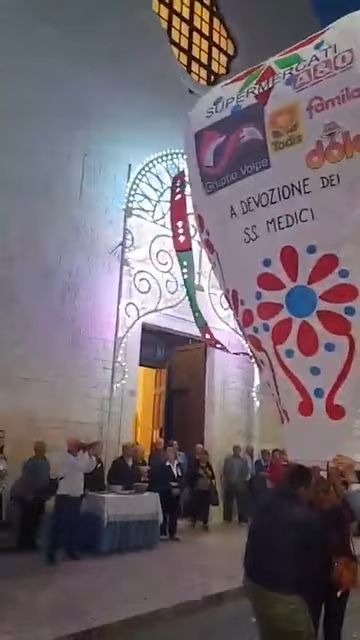 SUPERMERCATI
A&O
Gruppo Volpe
Todis
famila
A DEVOZIONE DEI
SS MEDICI